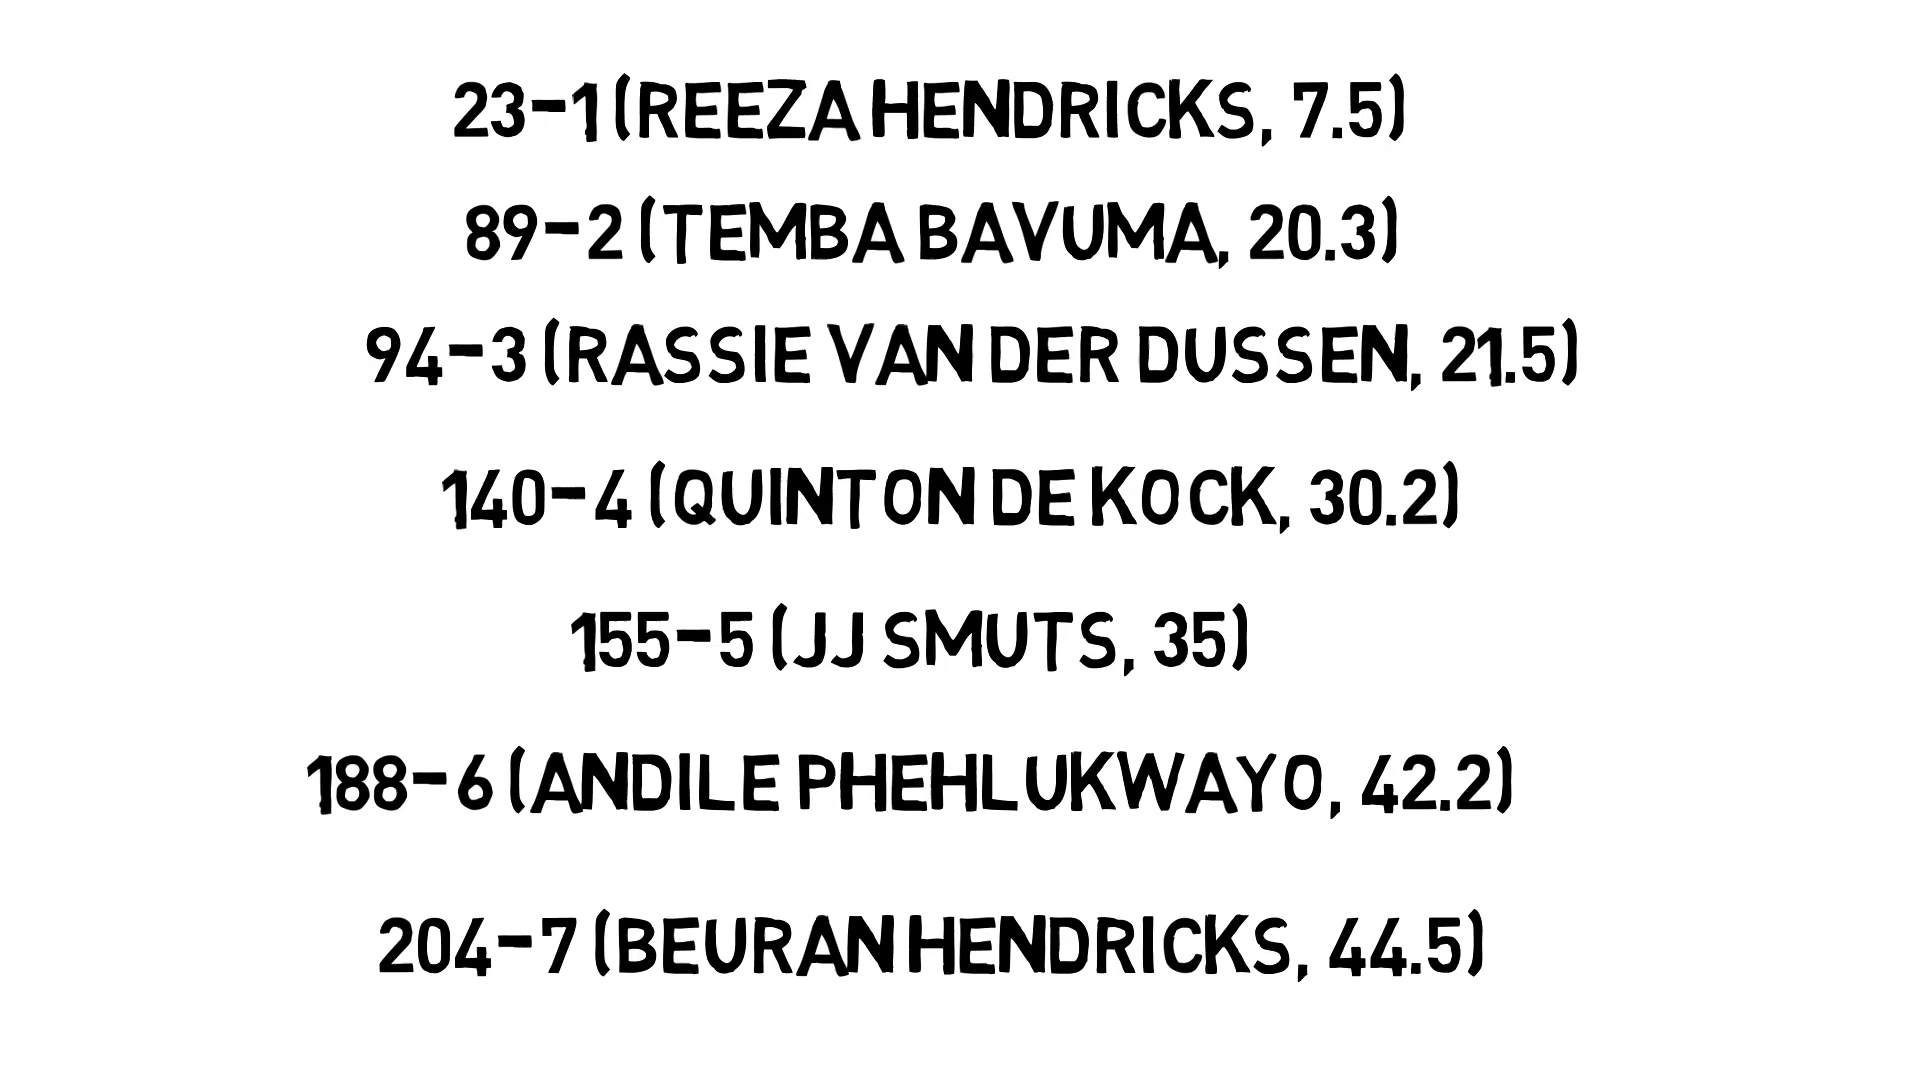 23-1 (REEZA HENDRICKS, 7.5)
89-2 (TEMBA BAVUMA, 20.3)
94-3 (RASSIE VAN DER DUSSEN, 21.5)
140-4 (QUINTON DE KOCK, 30.2)
155-5 (JJ SMUTS, 35)
188-6 (ANDILE PHEHLUKWAYO, 42.2)
204-7 (BEURAN HENDRICKS, 44.5)